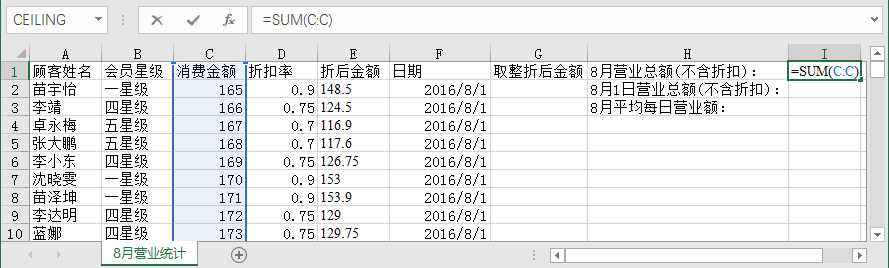 CEILING =SUM(C:C)
A B C D E F G H I
1 顾客姓名 会员星级 消费金额 折扣率 折后金额 日期 取整折后金额 8月营业总额(不含折扣): =SUM(C:C)
2 苗宇怡 一星级 165 0.9 148.5 2016/8/1 8月1日营业总额(不含折扣):
3 李靖 四星级 166 0.75 124.5 2016/8/1 8月平均每日营业额:
4 卓永梅 五星级 167 0.7 116.9 2016/8/1
5 张大鹏 五星级 168 0.7 117.6 2016/8/1
6 李小东 四星级 169 0.75 126.75 2016/8/1
7 沈晓雯 一星级 170 0.9 153 2016/8/1
8 苗泽坤 一星级 171 0.9 153.9 2016/8/1
9 李达明 四星级 172 0.75 129 2016/8/1
10 蓝娜 四星级 173 0.75 129.75 2016/8/1
8月营业统计